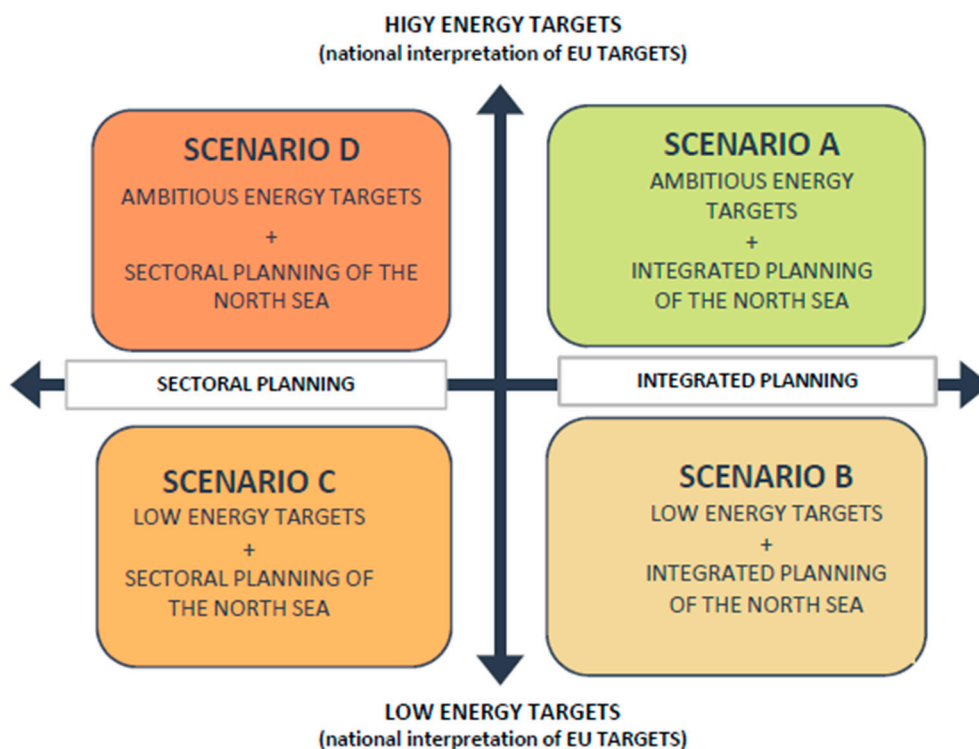 HIGY ENERGY TARGETS
(national interpretation of EU TARGETS)
SCENARIO D
AMBITIOUS ENERGY TARGETS
+
SECTORAL PLANNING OF THE
NORTH SEA
SCENARIO A
AMBITIOUS ENERGY
TARGETS
+
INTEGRATED PLANNING
OF THE NORTH SEA
SECTORAL PLANNING
INTEGRATED PLANNING
SCENARIO C
LOW ENERGY TARGETS
+
SECTORAL PLANNING OF
THE NORTH SEA
SCENARIO B
LOW ENERGY TARGETS
+
INTEGRATED PLANNING
OF THE NORTH SEA
LOW ENERGY TARGETS
(national interpretation of EU TARGETS)